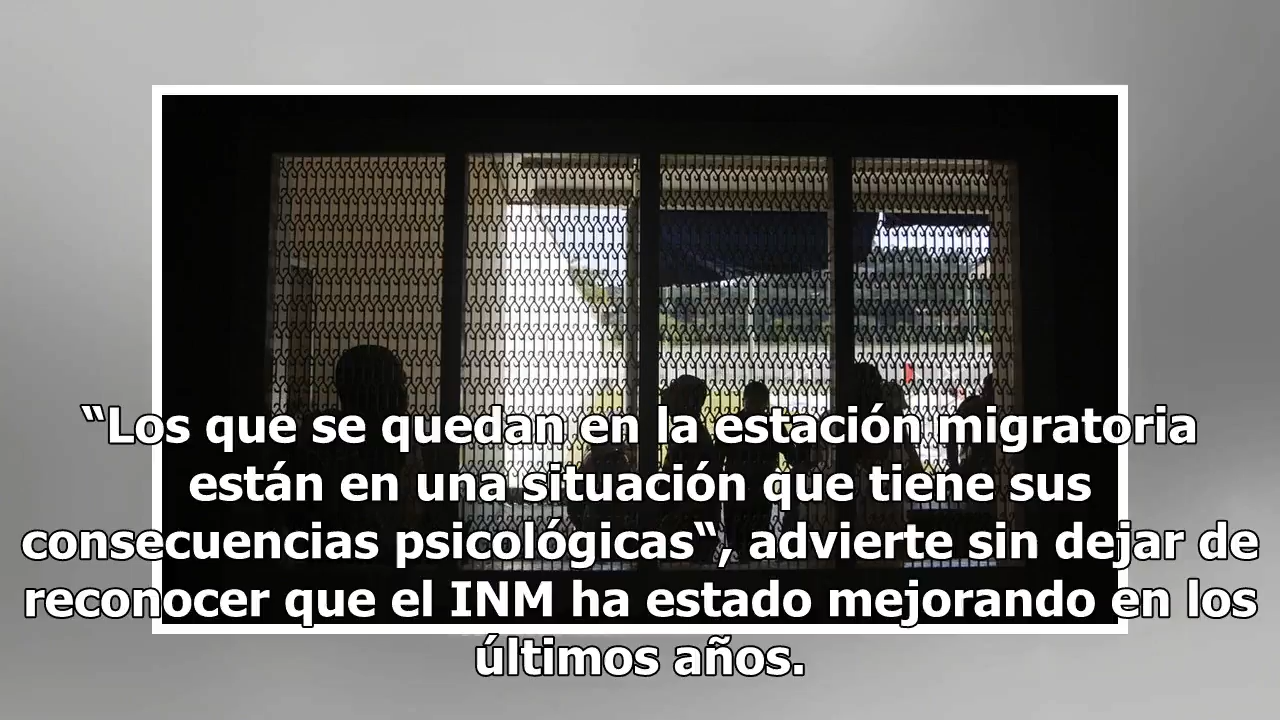 “Los que se quedan en la estación migratoria
están en una situación que tiene sus
consecuencias psicológicas“, advierte sin dejar de
reconocer que el INM ha estado mejorando en los
últimos años.